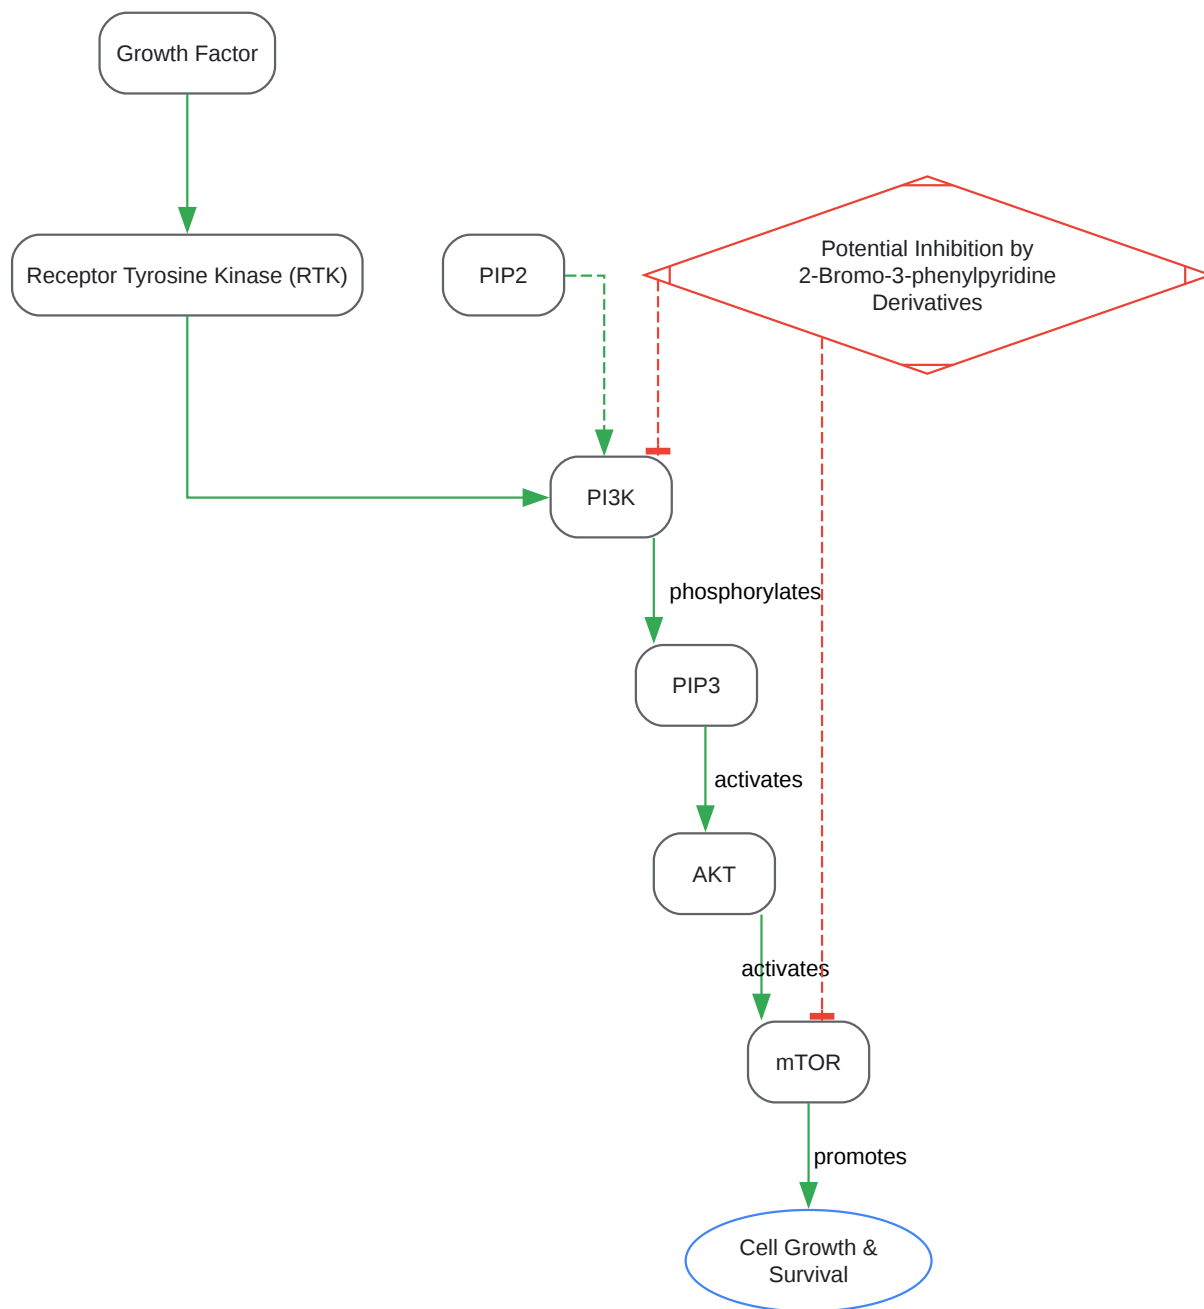 Growth Factor
Receptor Tyrosine Kinase (RTK)
PIP2
Potential Inhibition by
2-Bromo-3-phenylpyridine
Derivatives
PI3K
phosphorylates
PIP3
activates
AKT
activates
mTOR
promotes
Cell Growth &
Survival